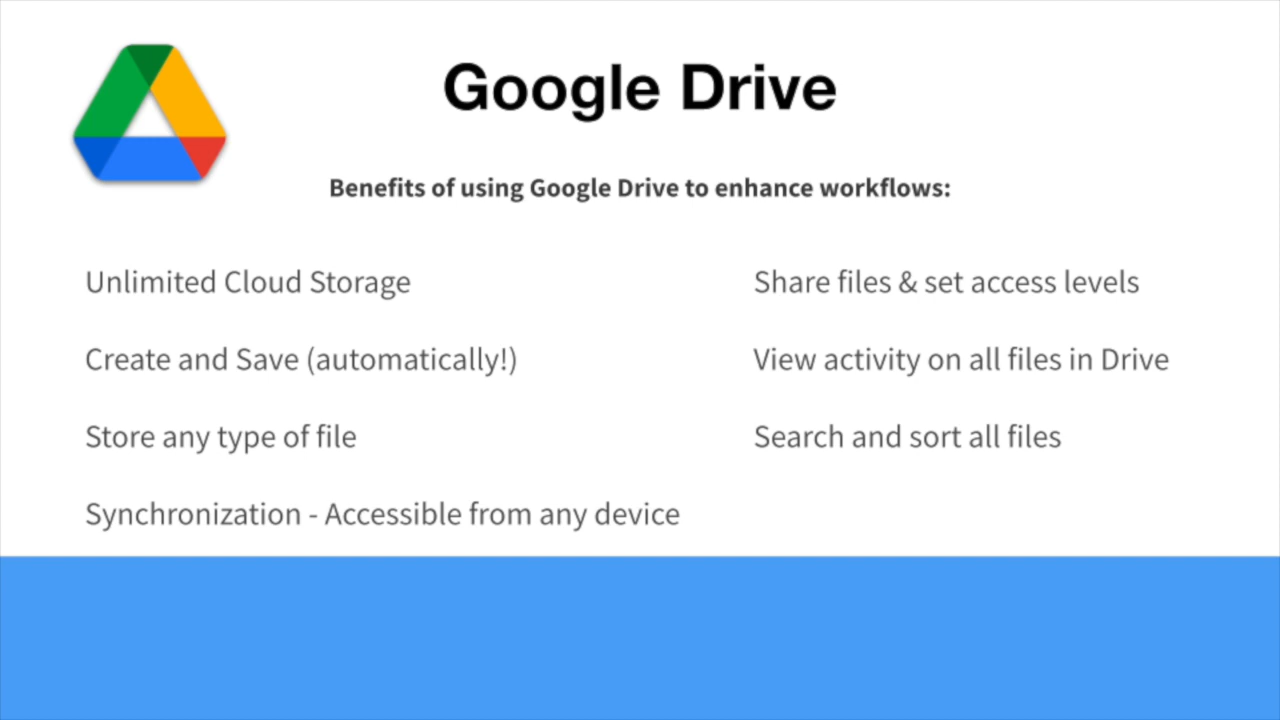 Google Drive
Benefits of using Google Drive to enhance workflows:
Unlimited Cloud Storage
Create and Save (automatically!)
Store any type of file
Synchronization - Accessible from any device
Share files & set access levels
View activity on all files in Drive
Search and sort all files